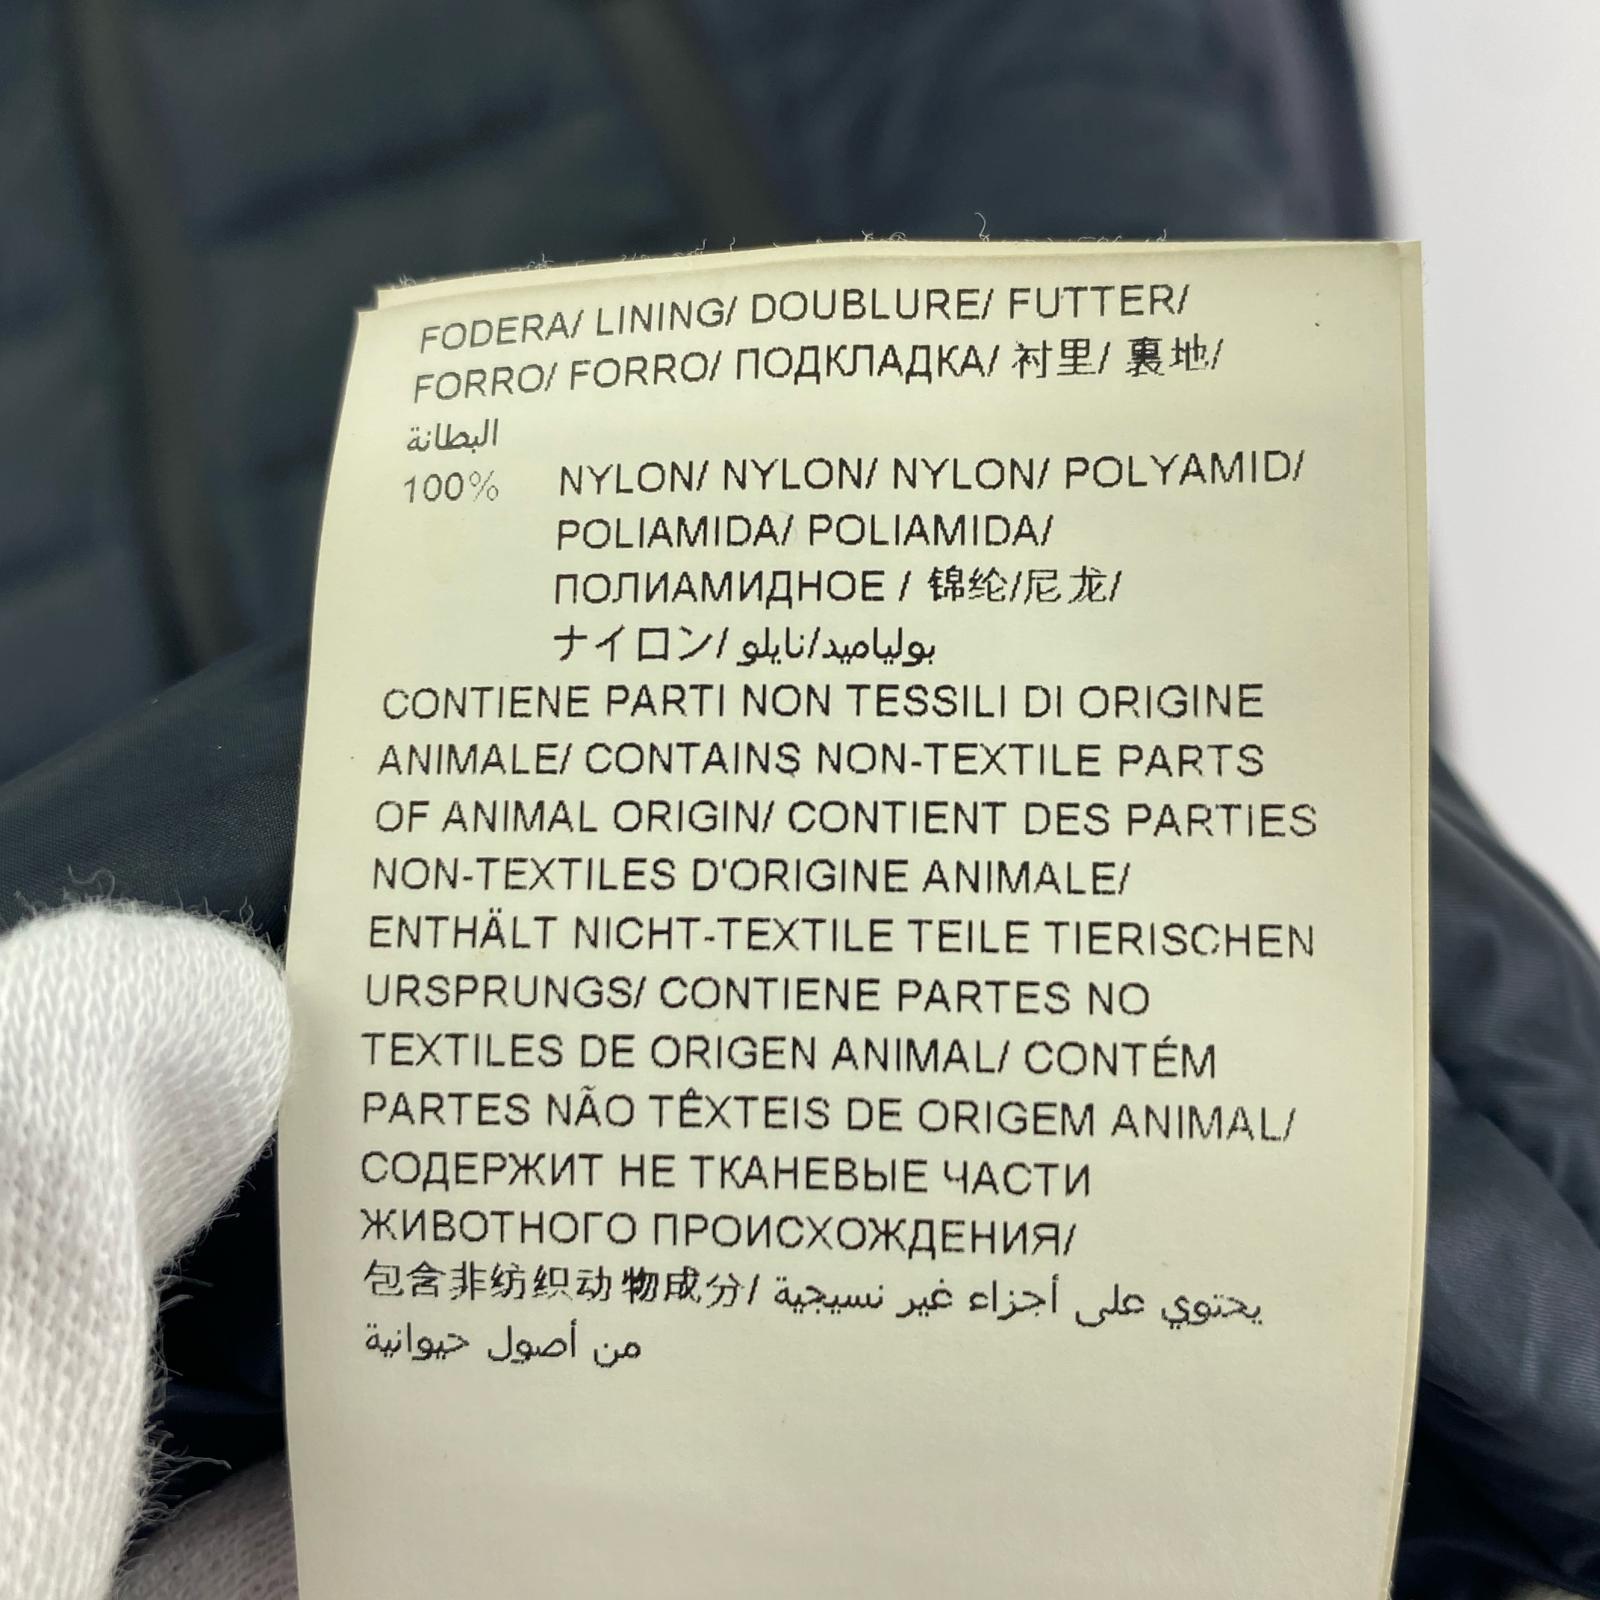 FODERA/ LINING/ DOUBLURE/ FUTTER/
FORRO/ FORRO/ ПОДКЛАДКА/ 衬里/ 裏地/
البطانة
100% NYLON/ NYLON/ NYLON/ POLYAMID/
POLIAMIDA/ POLIAMIDA/
ПОЛИАМИДНОЕ / 锦纶/尼龙/
ナイロン/ بولياميد/نايلو
CONTIENE PARTI NON TESSILI DI ORIGINE
ANIMALE/ CONTAINS NON-TEXTILE PARTS
OF ANIMAL ORIGIN/ CONTIENT DES PARTIES
NON-TEXTILES D'ORIGINE ANIMALE/
ENTHÄLT NICHT-TEXTILE TEILE TIERISCHEN
URSPRUNGS/ CONTIENE PARTES NO
TEXTILES DE ORIGEN ANIMAL/ CONTÉM
PARTES NÃO TÊXTEIS DE ORIGEM ANIMAL/
СОДЕРЖИТ НЕ ТКАНЕВЫЕ ЧАСТИ
ЖИВОТНОГО ПРОИСХОЖДЕНИЯ/
包含非纺织动物成分/ يحتوي على أجزاء غير نسيجية
من أصول حيوانية